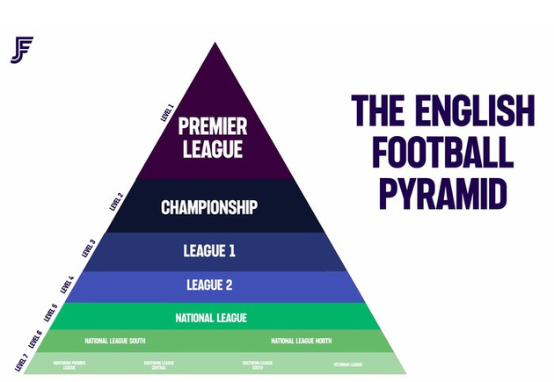 THE ENGLISH
FOOTBALL
PYRAMID
LEVEL 1
PREMIER
LEAGUE
LEVEL 2
CHAMPIONSHIP
LEVEL 3
LEAGUE 1
LEVEL 4
LEAGUE 2
LEVEL 5
NATIONAL LEAGUE
LEVEL 6
NATIONAL LEAGUE SOUTH NATIONAL LEAGUE NORTH
LEVEL 7
NORTHERN PREMIER
LEAGUE
SOUTHERN LEAGUE
CENTRAL
SOUTHERN LEAGUE
SOUTH
ISTHMIAN LEAGUE